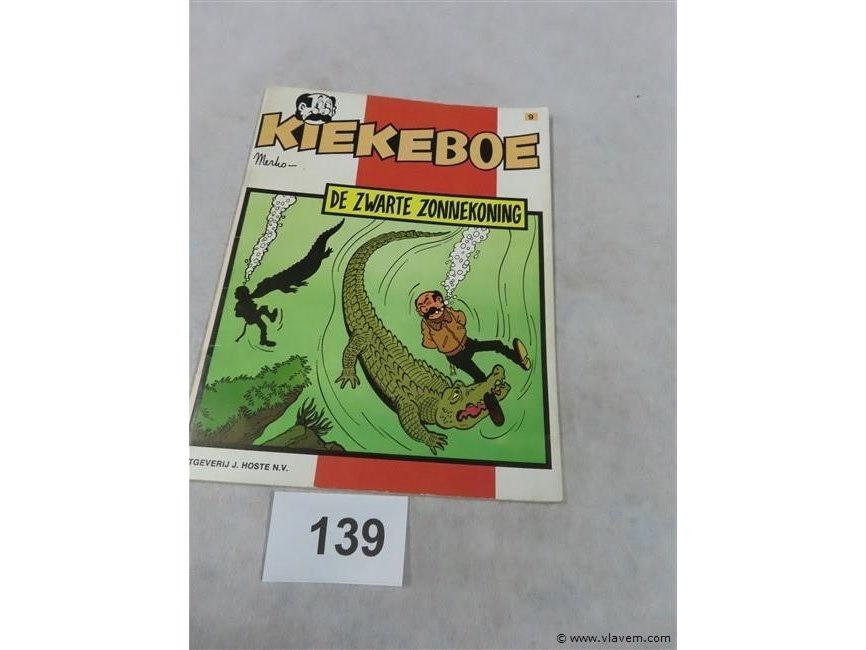 9
KIEKEBOE
Merho
DE ZWARTE ZONNEKONING
TGEVERIJ J. HOSTE N.V.
139
© www.vlavem.com